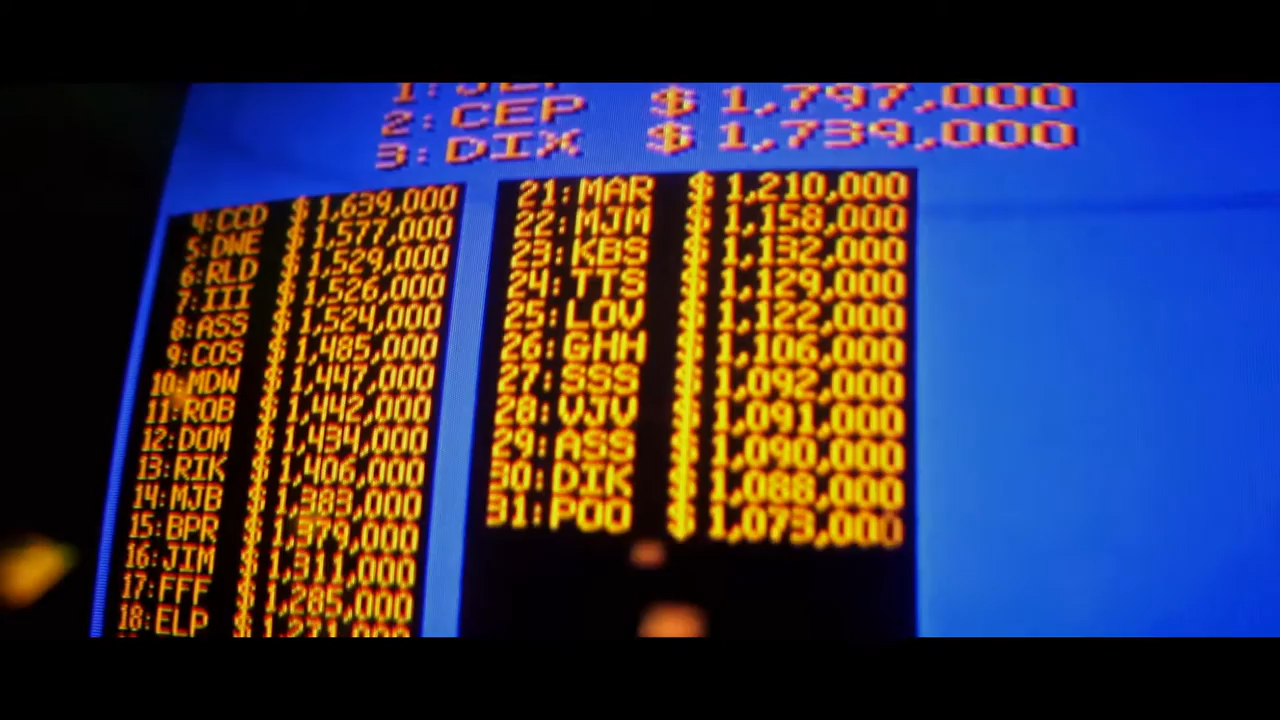 1:
2: CEP $ 1,797,000
3: DIX $ 1,739,000
4: CCD $ 1,639,000
5: DWE $ 1,577,000
6: RLD $ 1,529,000
7: III $ 1,526,000
8: ASS $ 1,524,000
9: COS $ 1,485,000
10: MDW $ 1,447,000
11: ROB $ 1,442,000
12: DOM $ 1,434,000
13: RIK $ 1,406,000
14: MJB $ 1,383,000
15: BPR $ 1,379,000
16: JIM $ 1,311,000
17: FFF $ 1,285,000
18: ELP $ 1,271,000
21: MAR $ 1,210,000
22: MJM $ 1,158,000
23: KBS $ 1,132,000
24: TTS $ 1,129,000
25: LOV $ 1,122,000
26: GHH $ 1,106,000
27: SSS $ 1,092,000
28: VJV $ 1,091,000
29: ASS $ 1,090,000
30: DIK $ 1,088,000
31: POO $ 1,073,000